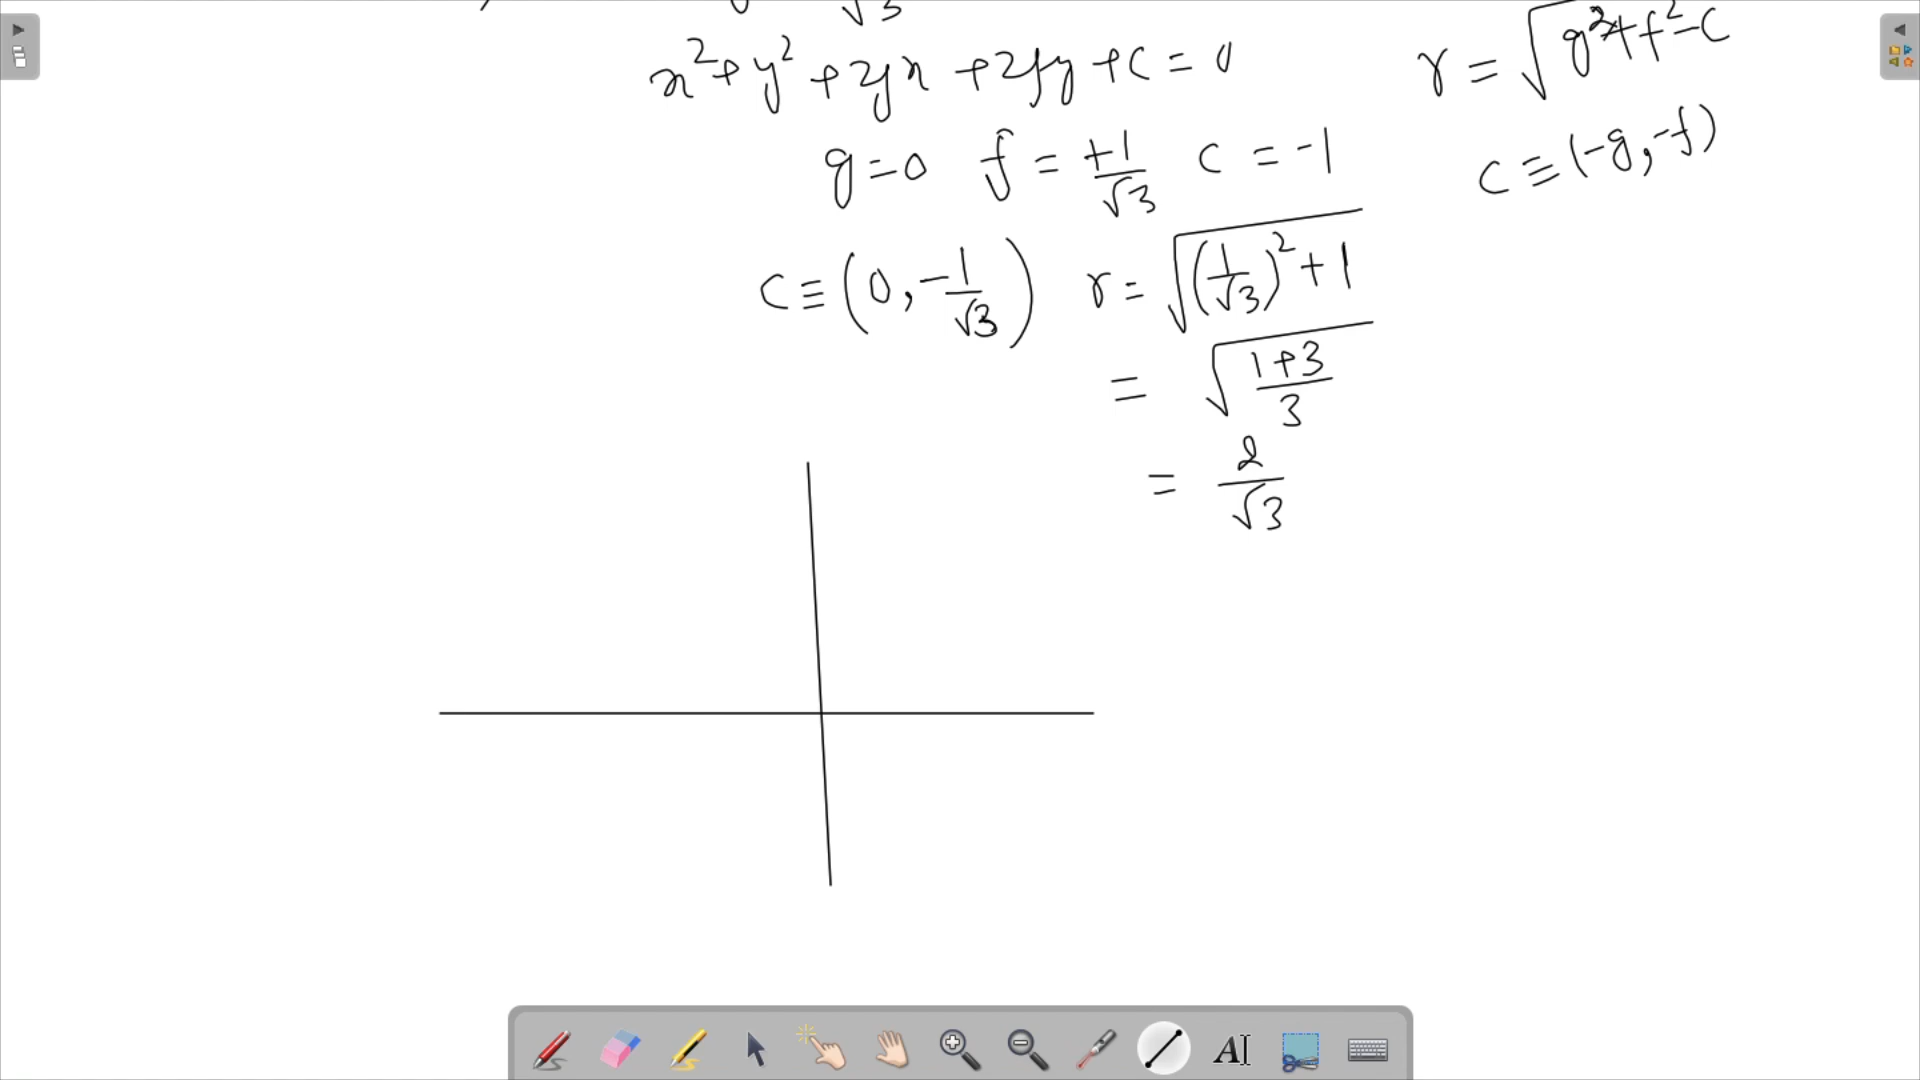 √3
x² + y² + 2gx + 2fy + c = 0
r = √(g² + f² - c)
g = 0 f = +1/√3 c = -1
c ≡ (-g, -f)
c ≡ (0, -1/√3) r = √((1/√3)² + 1)
= √((1+3)/3)
= 2/√3
A